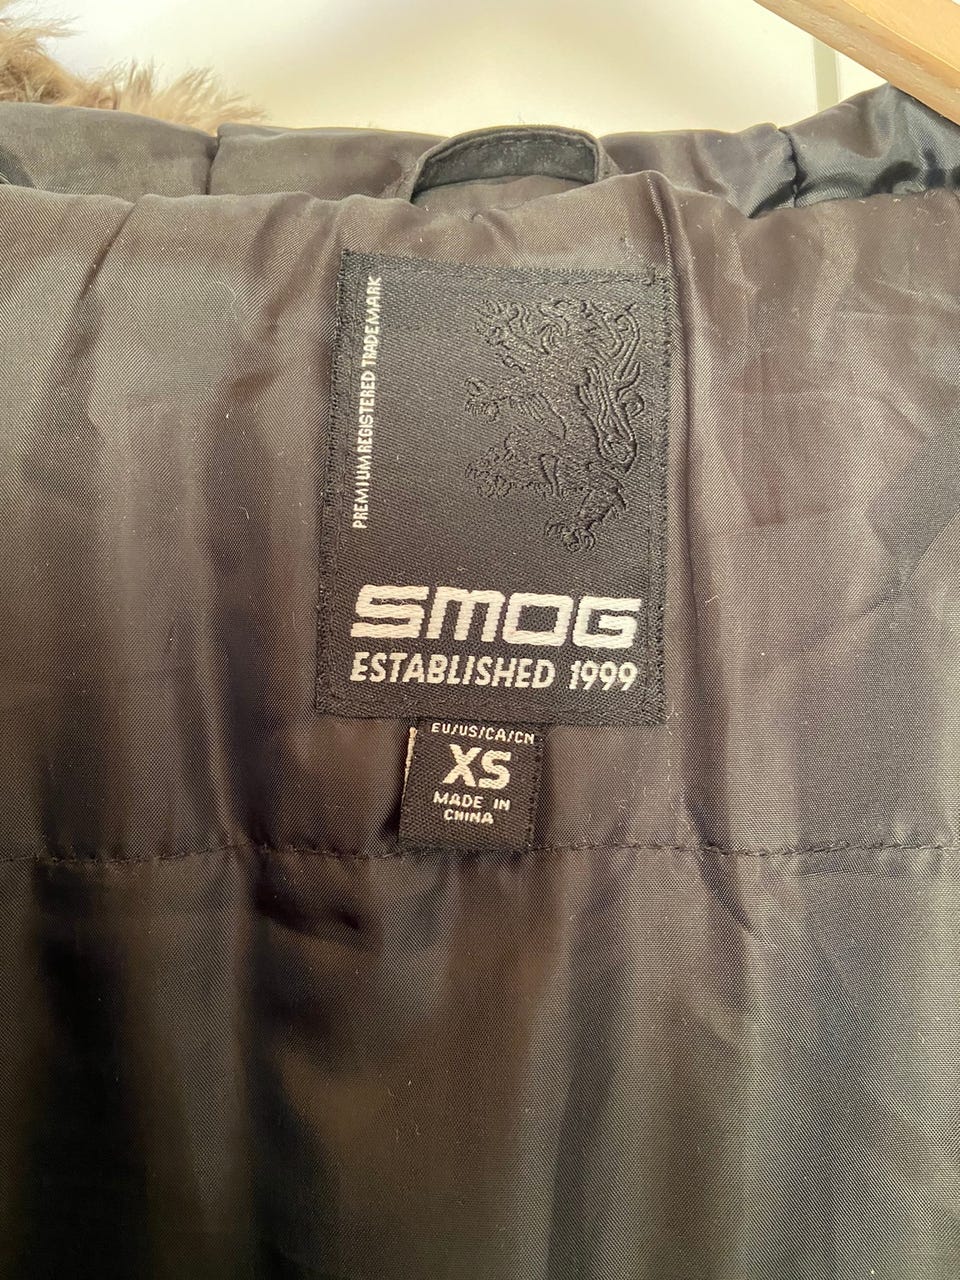 PREMIUM REGISTERED TRADEMARK
SMOG
ESTABLISHED 1999
EU/US/CA/CN
XS
MADE IN
CHINA